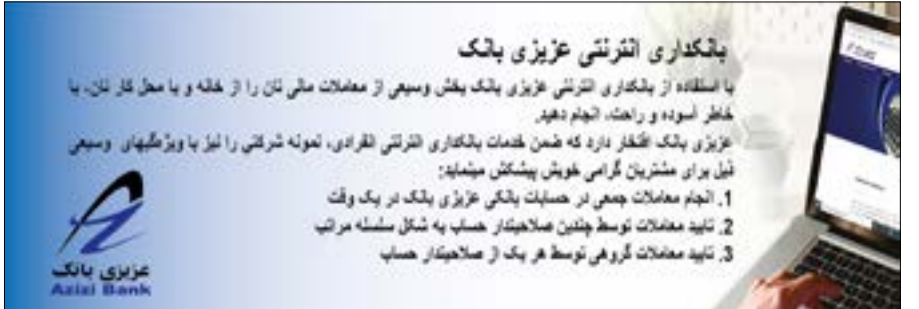 بانکداری انترنتی عزیزی بانک
با استفاده از بانکداری انترنتی عزیزی بانک بخش وسیعی از معاملات مالی تان را از خانه و یا محل کار تان، با
خاطر آسوده و راحت، انجام دهید.
عزیزی بانک افتخار دارد که ضمن خدمات بانکداری انترنتی انفرادی، نمونه شرکتی را نیز با ویژگیهای وسیعی
ذیل برای مشتریان گرامی خویش پیشکش مینماید:
1. انجام معاملات جمعی در حسابات بانکی عزیزی بانک در یک وقت
2. تایید معاملات توسط چندین صلاحیتدار حساب به شکل سلسله مراتب
3. تایید معاملات گروهی توسط هر یک از صلاحیتدار حساب
عزیزی بانک
Azizi Bank